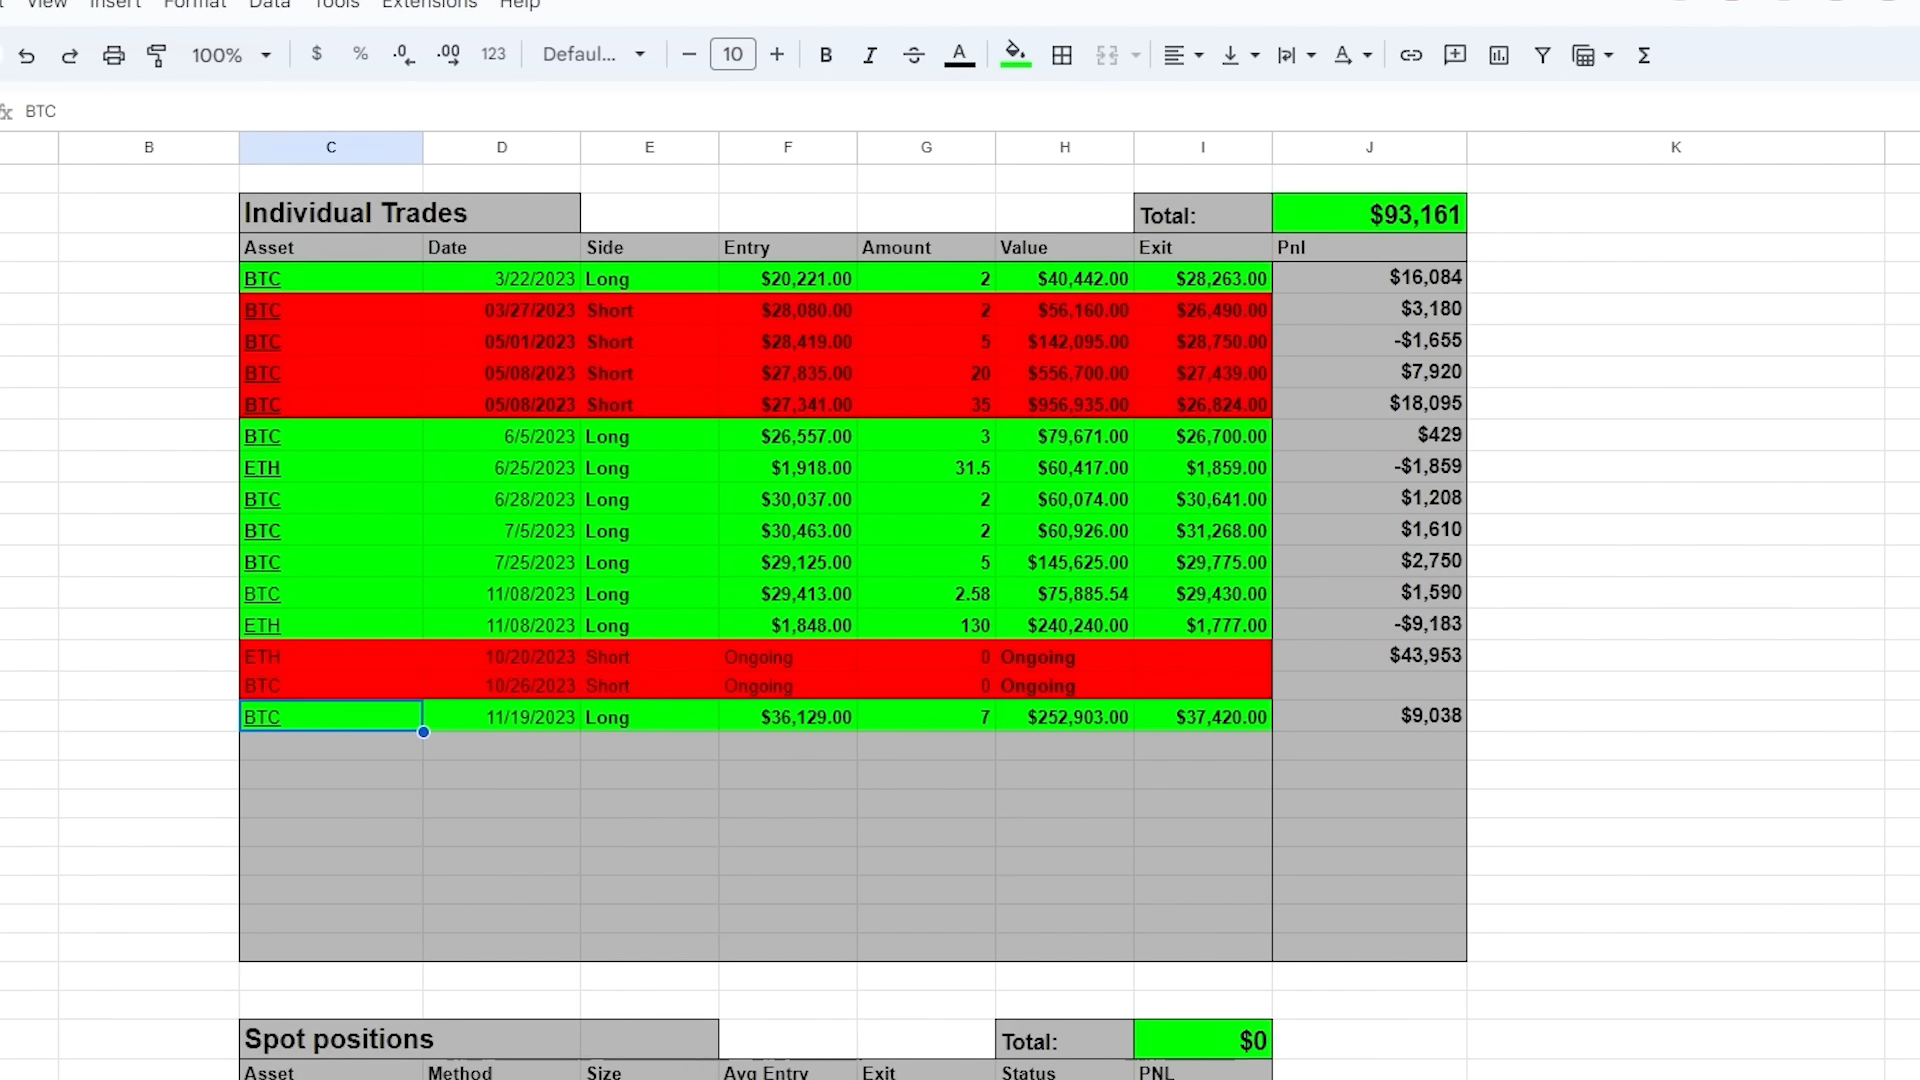 View Insert Format Data Tools Extensions Help
100% $ % .0 .00 123 Defaul... − 10 + B I A A Σ
fx BTC
B C D E F G H I J K
Individual Trades Total: $93,161
Asset Date Side Entry Amount Value Exit Pnl
BTC 3/22/2023 Long $20,221.00 2 $40,442.00 $28,263.00 $16,084
BTC 03/27/2023 Short $28,080.00 2 $56,160.00 $26,490.00 $3,180
BTC 05/01/2023 Short $28,419.00 5 $142,095.00 $28,750.00 -$1,655
BTC 05/08/2023 Short $27,835.00 20 $556,700.00 $27,439.00 $7,920
BTC 05/08/2023 Short $27,341.00 35 $956,935.00 $26,824.00 $18,095
BTC 6/5/2023 Long $26,557.00 3 $79,671.00 $26,700.00 $429
ETH 6/25/2023 Long $1,918.00 31.5 $60,417.00 $1,859.00 -$1,859
BTC 6/28/2023 Long $30,037.00 2 $60,074.00 $30,641.00 $1,208
BTC 7/5/2023 Long $30,463.00 2 $60,926.00 $31,268.00 $1,610
BTC 7/25/2023 Long $29,125.00 5 $145,625.00 $29,775.00 $2,750
BTC 11/08/2023 Long $29,413.00 2.58 $75,885.54 $29,430.00 $1,590
ETH 11/08/2023 Long $1,848.00 130 $240,240.00 $1,777.00 -$9,183
ETH 10/20/2023 Short Ongoing 0 Ongoing $43,953
BTC 10/26/2023 Short Ongoing 0 Ongoing
BTC 11/19/2023 Long $36,129.00 7 $252,903.00 $37,420.00 $9,038
Spot positions Total: $0
Asset Method Size Avg Entry Exit Status PNL